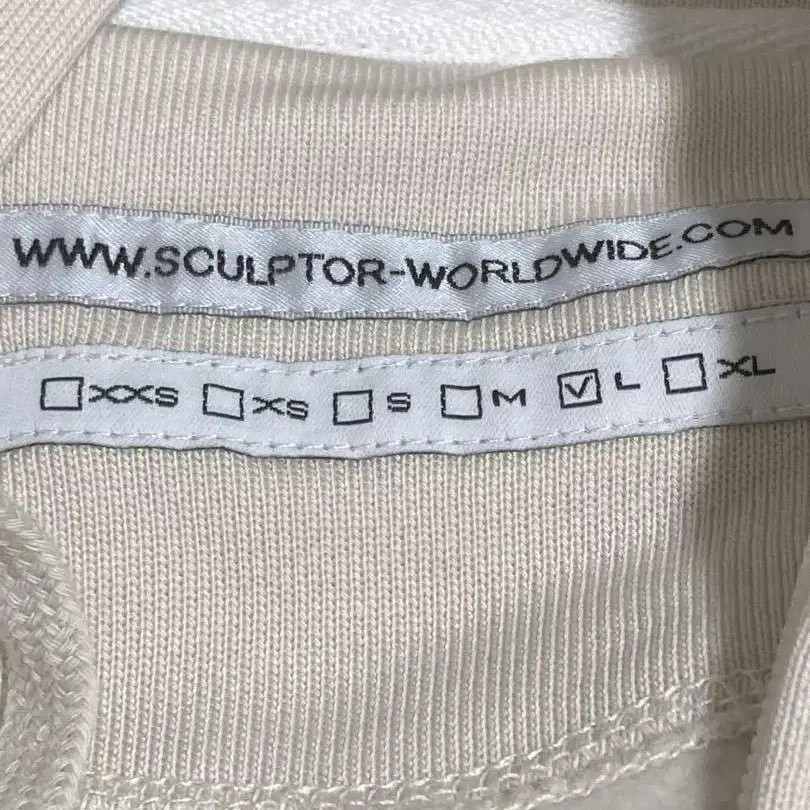 WWW.SCULPTOR-WORLDWIDE.COM
☐XXS ☐XS ☐S ☐M ☑L ☐XL